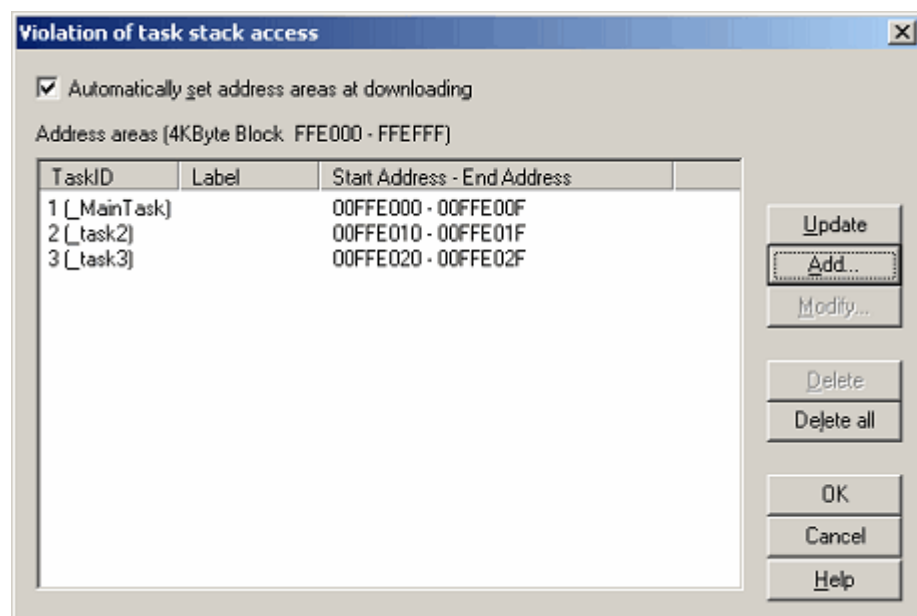 Violation of task stack access
Automatically set address areas at downloading
Address areas (4KByte Block FFE000 - FFEFFF)
TaskID Label Start Address - End Address
1 (_MainTask) 00FFE000 - 00FFE00F
2 (_task2) 00FFE010 - 00FFE01F
3 (_task3) 00FFE020 - 00FFE02F
Update
Add...
Modify...
Delete
Delete all
OK
Cancel
Help